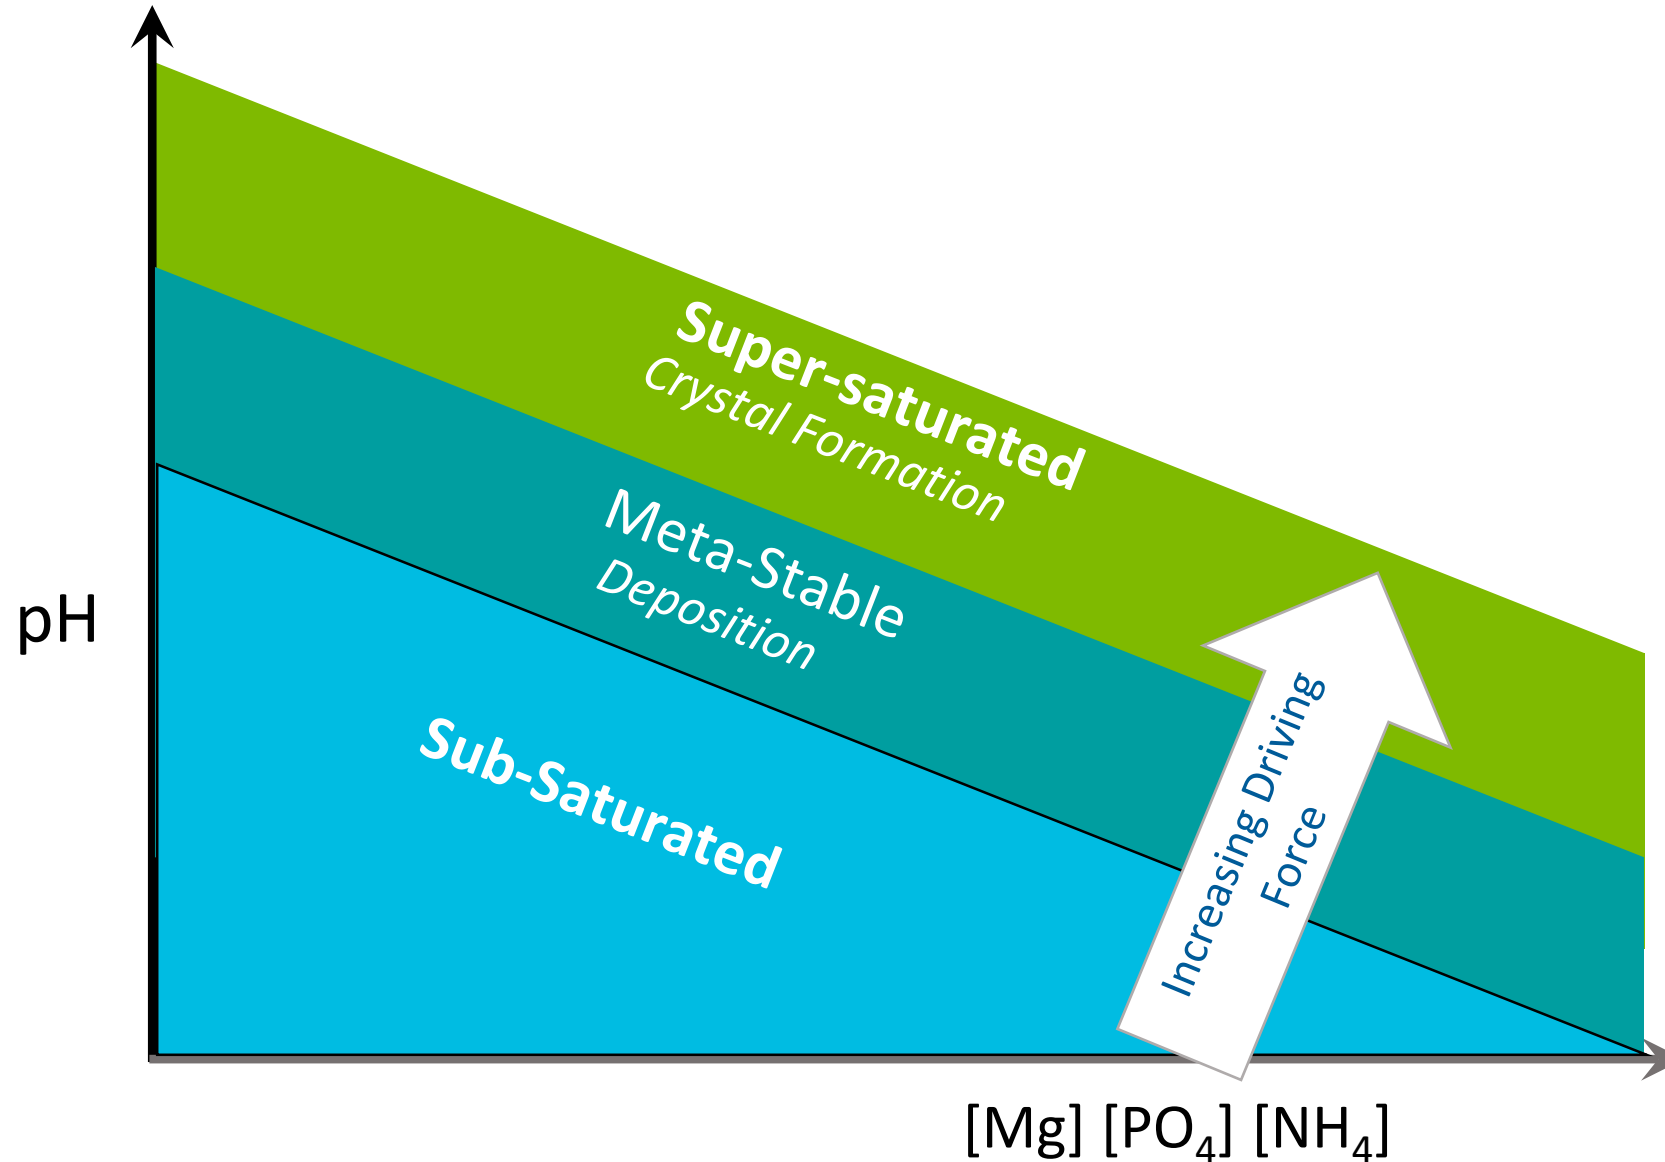 Super-saturated
Crystal Formation
Meta-Stable
Deposition
pH
Sub-Saturated
Increasing Driving
Force
[Mg] [PO₄] [NH₄]